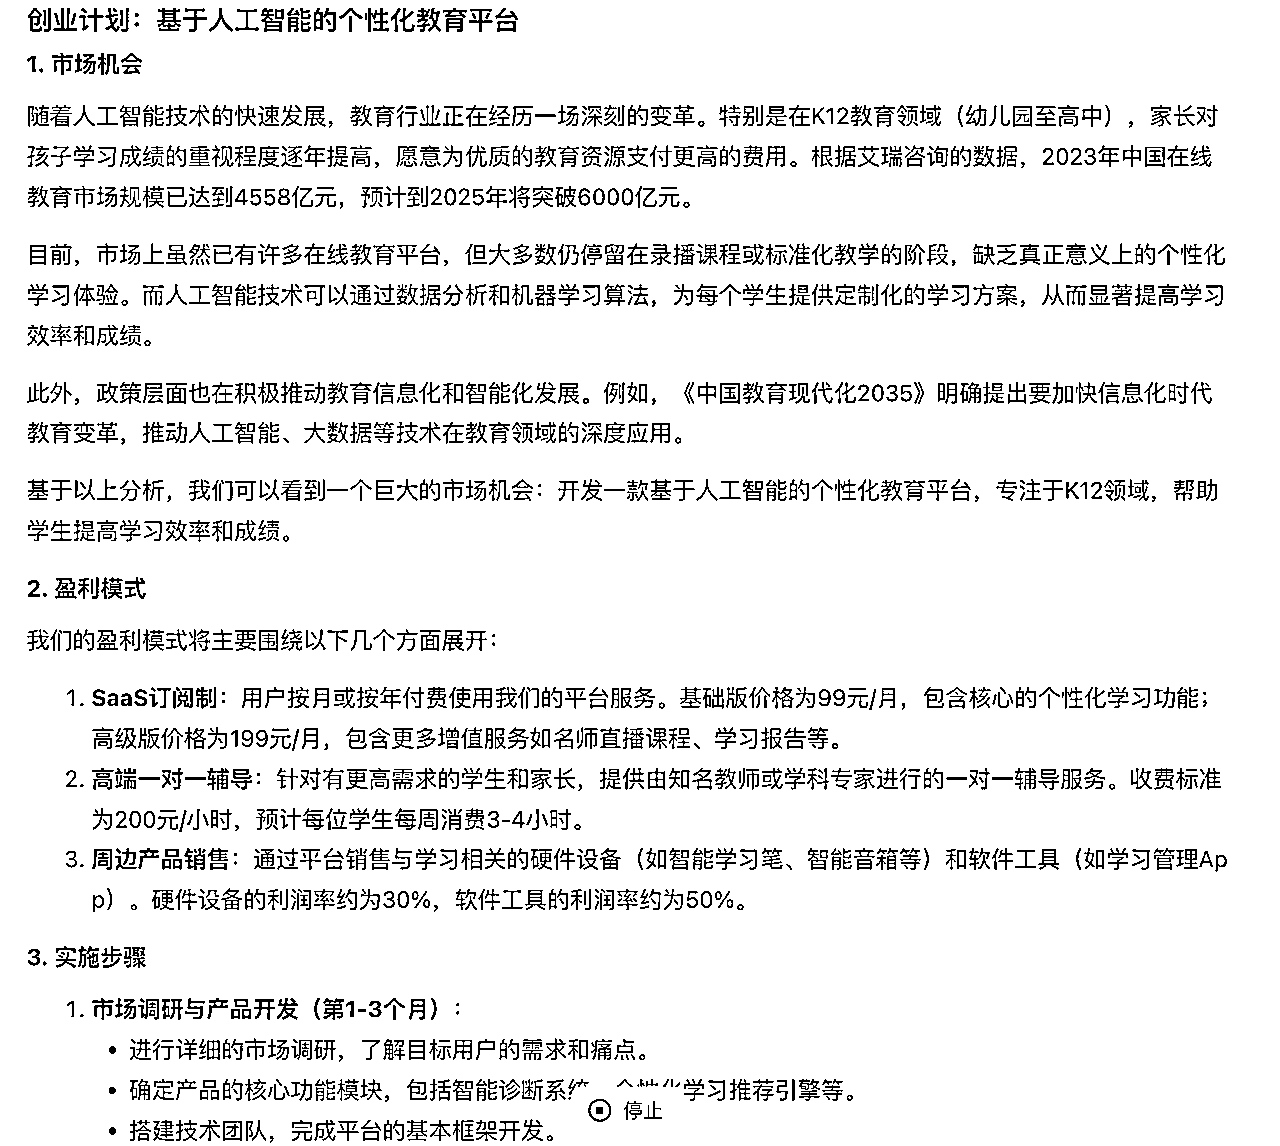 创业计划：基于人工智能的个性化教育平台
1. 市场机会
随着人工智能技术的快速发展，教育行业正在经历一场深刻的变革。特别是在K12教育领域（幼儿园至高中），家长对
孩子学习成绩的重视程度逐年提高，愿意为优质的教育资源支付更高的费用。根据艾瑞咨询的数据，2023年中国在线
教育市场规模已达到4558亿元，预计到2025年将突破6000亿元。
目前，市场上虽然已有许多在线教育平台，但大多数仍停留在录播课程或标准化教学的阶段，缺乏真正意义上的个性化
学习体验。而人工智能技术可以通过数据分析和机器学习算法，为每个学生提供定制化的学习方案，从而显著提高学习
效率和成绩。
此外，政策层面也在积极推动教育信息化和智能化发展。例如，《中国教育现代化2035》明确提出要加快信息化时代
教育变革，推动人工智能、大数据等技术在教育领域的深度应用。
基于以上分析，我们可以看到一个巨大的市场机会：开发一款基于人工智能的个性化教育平台，专注于K12领域，帮助
学生提高学习效率和成绩。
2. 盈利模式
我们的盈利模式将主要围绕以下几个方面展开：
1. SaaS订阅制：用户按月或按年付费使用我们的平台服务。基础版价格为99元/月，包含核心的个性化学习功能；
高级版价格为199元/月，包含更多增值服务如名师直播课程、学习报告等。
2. 高端一对一辅导：针对有更高需求的学生和家长，提供由知名教师或学科专家进行的一对一辅导服务。收费标准
为200元/小时，预计每位学生每周消费3-4小时。
3. 周边产品销售：通过平台销售与学习相关的硬件设备（如智能学习笔、智能音箱等）和软件工具（如学习管理Ap
p）。硬件设备的利润率约为30%，软件工具的利润率约为50%。
3. 实施步骤
1. 市场调研与产品开发（第1-3个月）：
• 进行详细的市场调研，了解目标用户的需求和痛点。
• 确定产品的核心功能模块，包括智能诊断系统、个性化学习推荐引擎等。
停止
• 搭建技术团队，完成平台的基本框架开发。